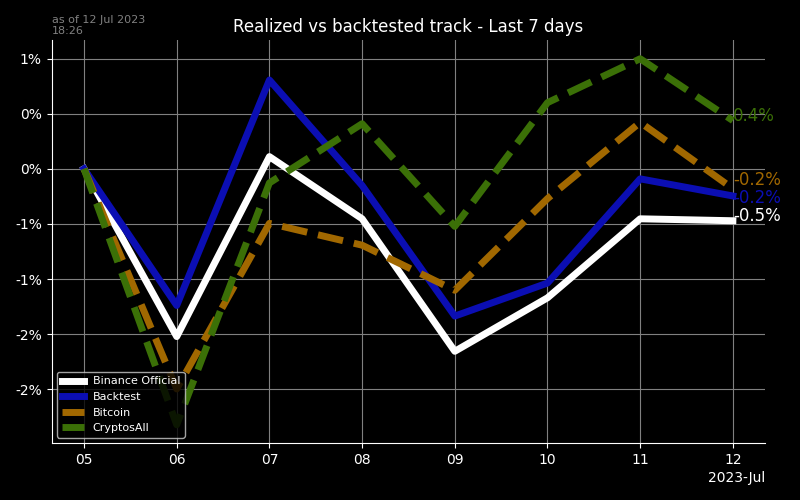 as of 12 Jul 2023
18:26
Realized vs backtested track - Last 7 days
1%
0%
0%
-1%
-1%
-2%
-2%
0.4%
-0.2%
-0.2%
-0.5%
Binance Official
Backtest
Bitcoin
CryptosAll
05 06 07 08 09 10 11 12
2023-Jul